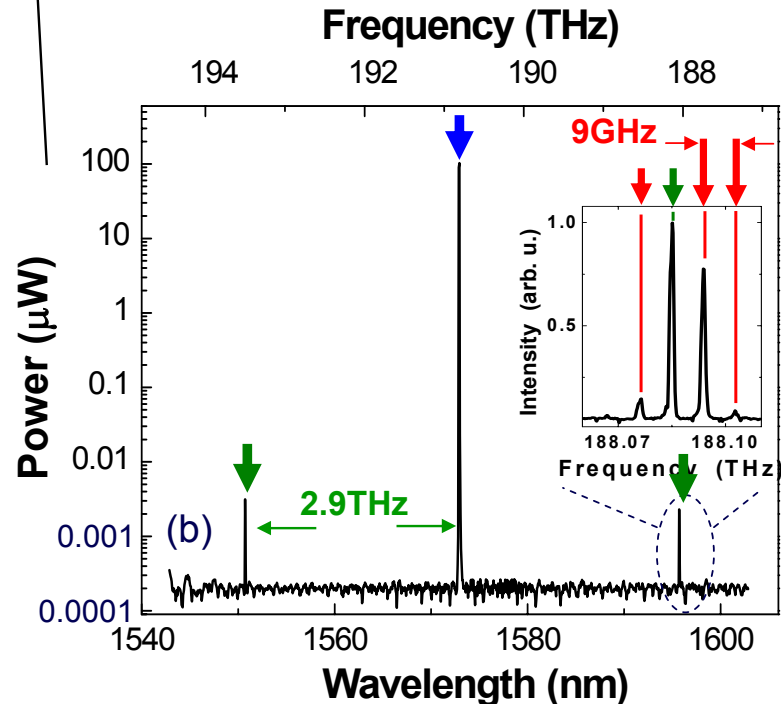 Frequency (THz)
194 192 190 188
9GHz
100
10
1
0.1
0.01
0.001
0.0001
Power (μW)
Intensity (arb. u.)
1.0
0.5
188.07 188.10
Frequency (THz)
2.9THz
(b)
1540 1560 1580 1600
Wavelength (nm)